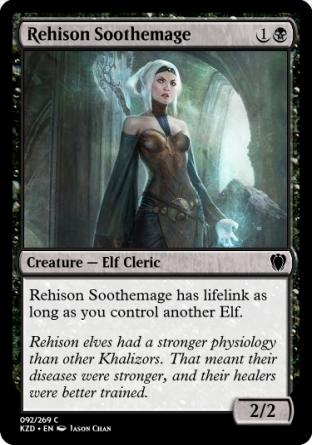 Rehison Soothemage 1
Creature — Elf Cleric
Rehison Soothemage has lifelink as
long as you control another Elf.
Rehison elves had a stronger physiology
than other Khalizors. That meant their
diseases were stronger, and their healers
were better trained.
2/2
092/269 C
KZD • EN JASON CHAN